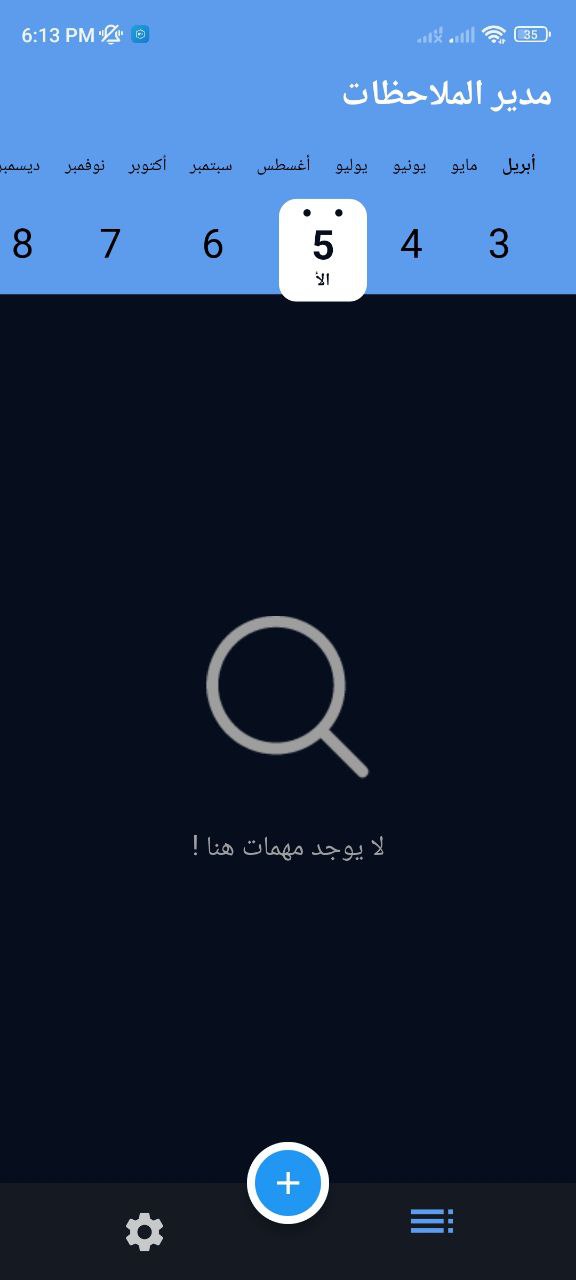 6:13 PM 35
مدير الملاحظات
أبريل مايو يونيو يوليو أغسطس سبتمبر أكتوبر نوفمبر ديسمبر
3 4 5 6 7 8
الأ
لا يوجد مهمات هنا !